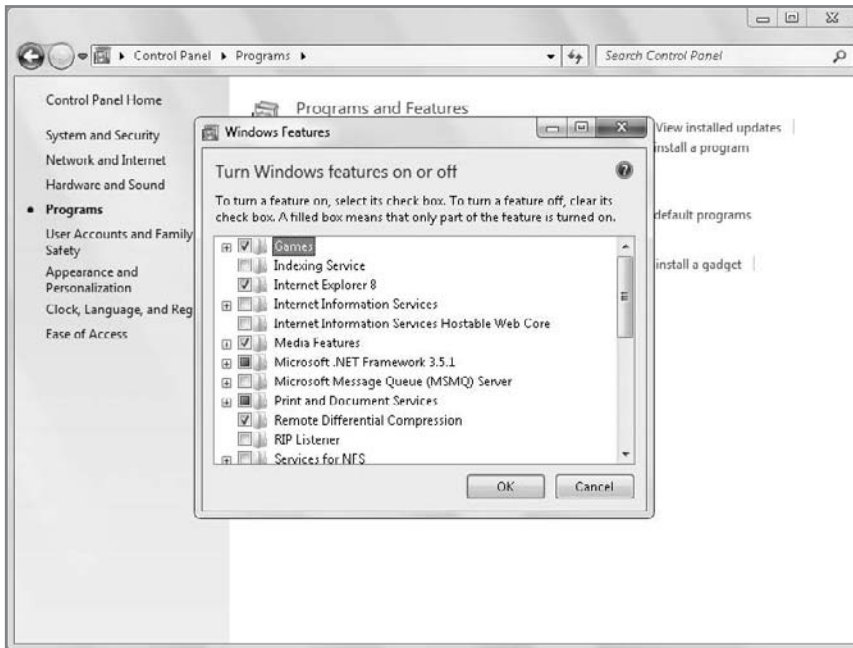 Control Panel ▸ Programs ▸
Search Control Panel
Control Panel Home
System and Security
Network and Internet
Hardware and Sound
Programs
User Accounts and Family
Safety
Appearance and
Personalization
Clock, Language, and Reg
Ease of Access
Programs and Features
View installed updates
install a program
default programs
install a gadget
Windows Features
Turn Windows features on or off
To turn a feature on, select its check box. To turn a feature off, clear its
check box. A filled box means that only part of the feature is turned on.
Games
Indexing Service
Internet Explorer 8
Internet Information Services
Internet Information Services Hostable Web Core
Media Features
Microsoft .NET Framework 3.5.1
Microsoft Message Queue (MSMQ) Server
Print and Document Services
Remote Differential Compression
RIP Listener
Services for NFS
OK
Cancel